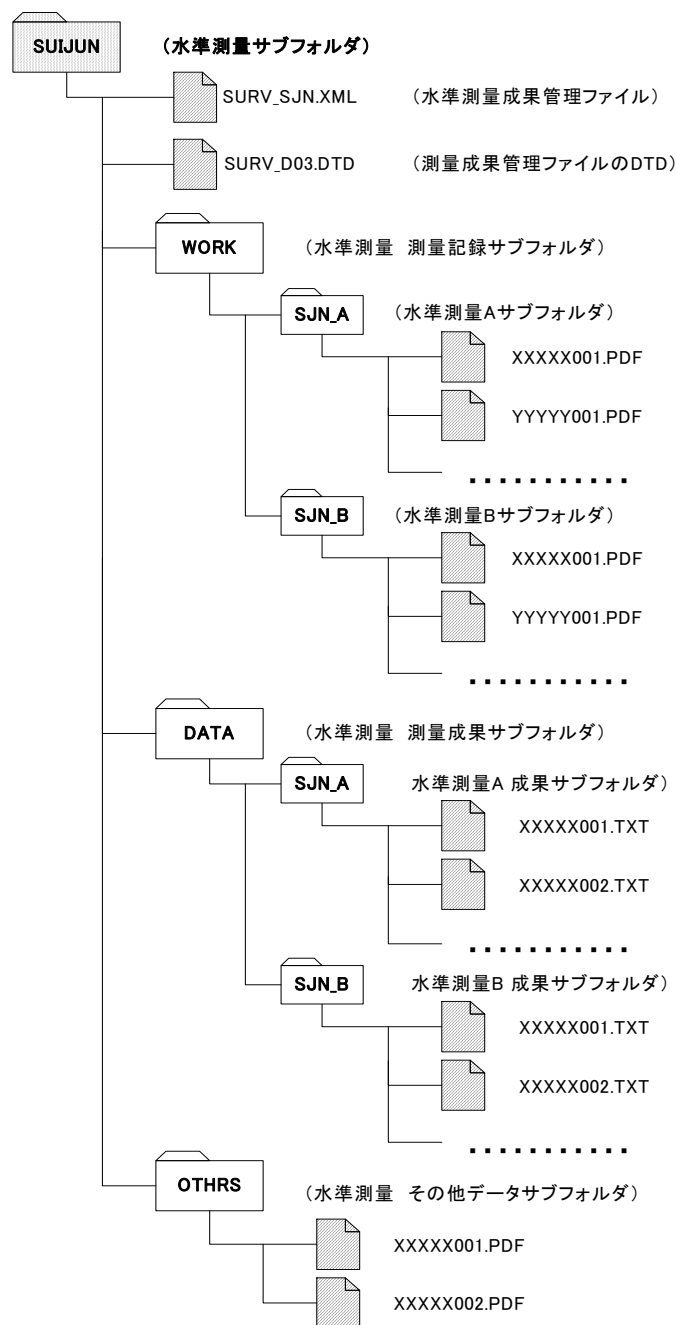 SUIJUN (水準測量サブフォルダ)
SURV_SJN.XML (水準測量成果管理ファイル)
SURV_D03.DTD (測量成果管理ファイルのDTD)
WORK (水準測量 測量記録サブフォルダ)
SJN_A (水準測量Aサブフォルダ)
XXXXX001.PDF
YYYYY001.PDF
...........
SJN_B (水準測量Bサブフォルダ)
XXXXX001.PDF
YYYYY001.PDF
...........
DATA (水準測量 測量成果サブフォルダ)
SJN_A 水準測量A 成果サブフォルダ)
XXXXX001.TXT
XXXXX002.TXT
...........
SJN_B 水準測量B 成果サブフォルダ)
XXXXX001.TXT
XXXXX002.TXT
...........
OTHRS (水準測量 その他データサブフォルダ)
XXXXX001.PDF
XXXXX002.PDF